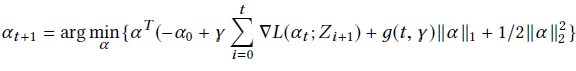 α_{t+1} = arg min_α {α^T(−α_0 + γ ∑_{i=0}^{t} ∇L(α_t; Z_{i+1}) + g(t, γ)‖α‖_1 + 1/2‖α‖_2^2}